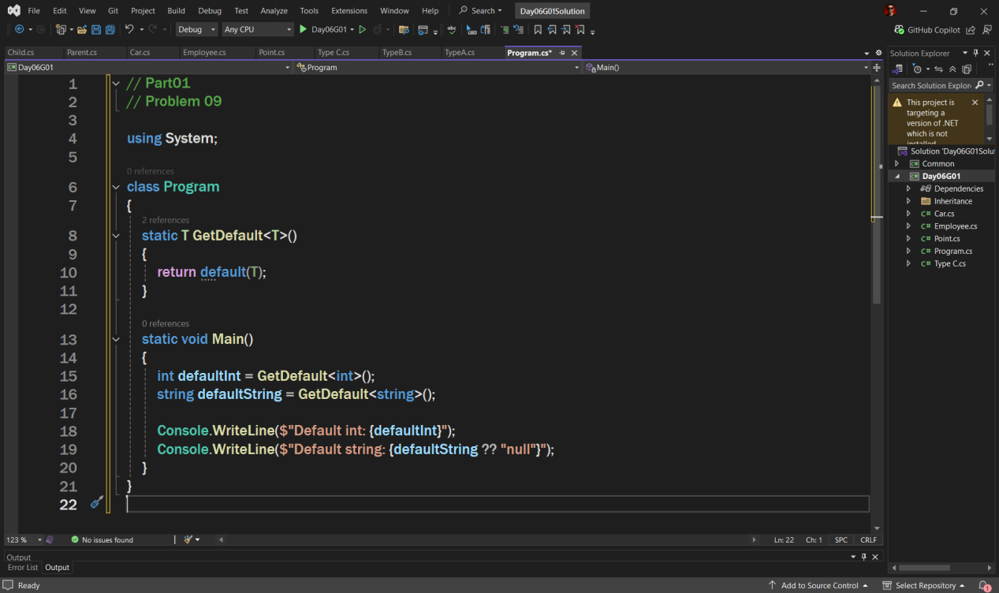 File Edit View Git Project Build Debug Test Analyze Tools Extensions Window Help Search Day06G01Solution
Debug Any CPU Day06G01 GitHub Copilot
Child.cs Parent.cs Car.cs Employee.cs Point.cs Type C.cs TypeB.cs TypeA.cs Program.cs*
Day06G01 Program Main()
1 // Part01
2 // Problem 09
3
4 using System;
5
0 references
6 class Program
7 {
2 references
8 static T GetDefault<T>()
9 {
10 return default(T);
11 }
12
0 references
13 static void Main()
14 {
15 int defaultInt = GetDefault<int>();
16 string defaultString = GetDefault<string>();
17
18 Console.WriteLine($"Default int: {defaultInt}");
19 Console.WriteLine($"Default string: {defaultString ?? "null"}");
20 }
21 }
22
123 % No issues found Ln: 22 Ch: 1 SPC CRLF
Output
Error List Output
Solution Explorer
Search Solution Explor
This project is
targeting a
version of .NET
which is not
installed
Solution 'Day06G01Solu
Common
Day06G01
Dependencies
Inheritance
C# Car.cs
C# Employee.cs
C# Point.cs
C# Program.cs
C# Type C.cs
Ready Add to Source Control Select Repository 1